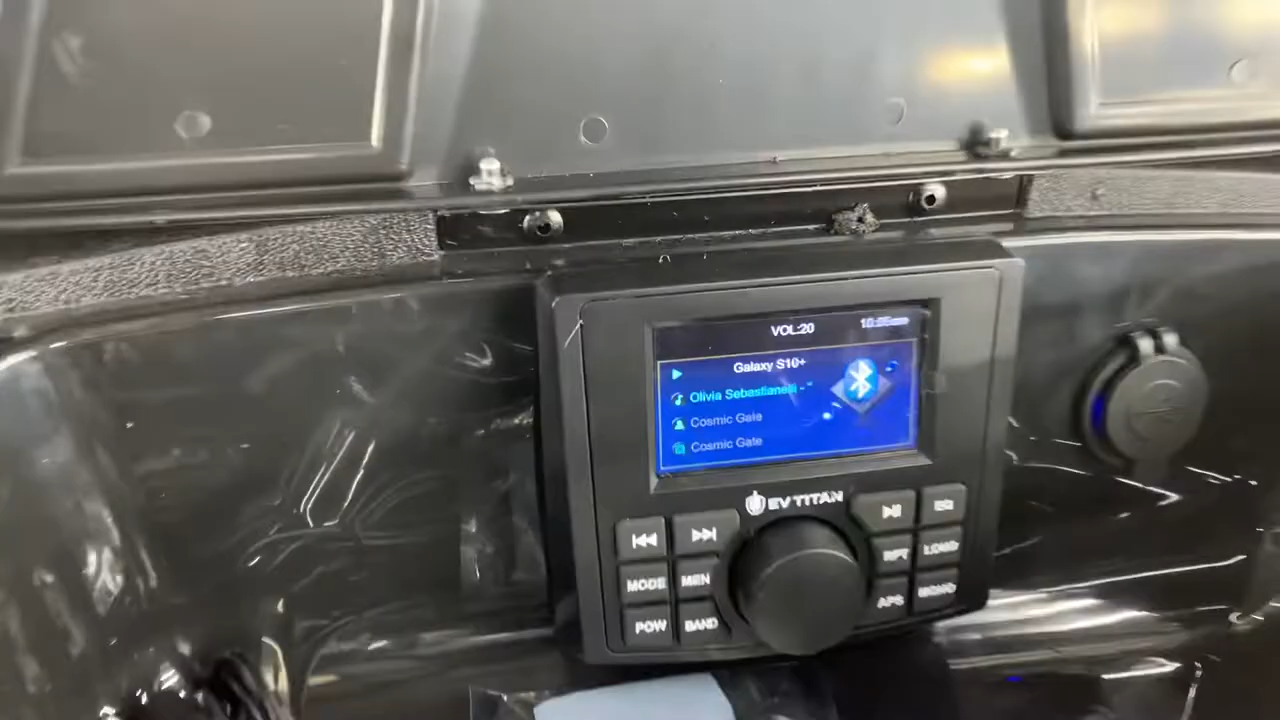 VOL:20
Galaxy S10+
Olivia Sebastianelli -
Cosmic Gate
Cosmic Gate
EV TITAN
EQ
MODE
MEN
RPT
LOUD
POW
BAND
APS
MONO